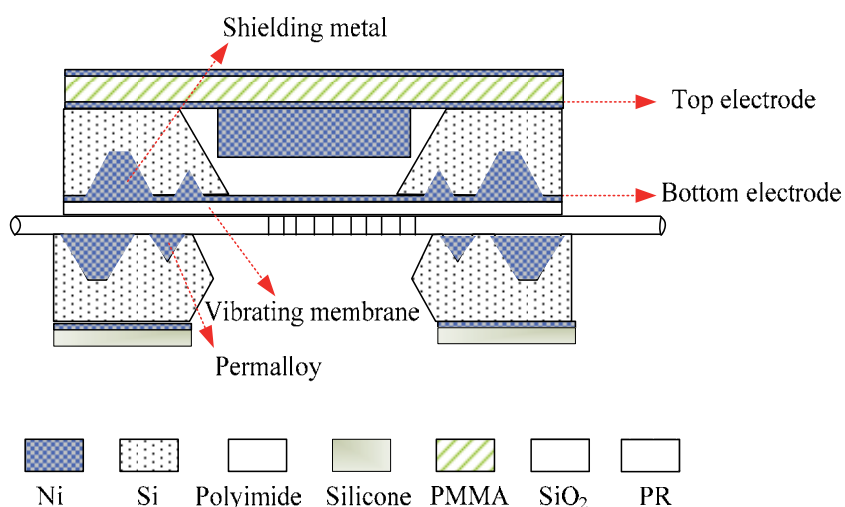 Shielding metal
Top electrode
Bottom electrode
Vibrating membrane
Permalloy
Ni Si Polyimide Silicone PMMA SiO₂ PR